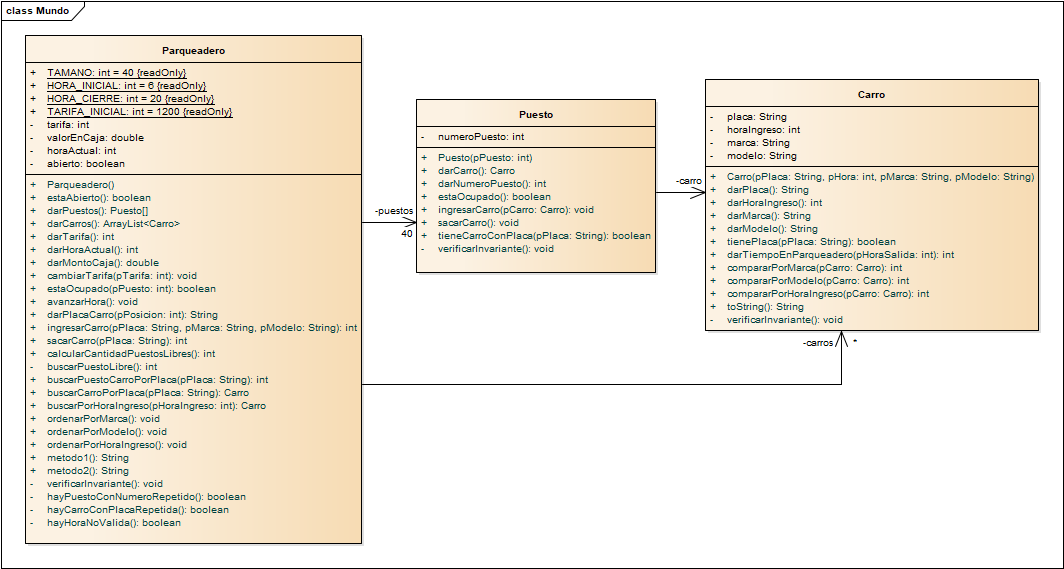 class Mundo
Parqueadero
+ TAMANO: int = 40 {readOnly}
+ HORA_INICIAL: int = 6 {readOnly}
+ HORA_CIERRE: int = 20 {readOnly}
+ TARIFA_INICIAL: int = 1200 {readOnly}
- tarifa: int
- valorEnCaja: double
- horaActual: int
- abierto: boolean
+ Parqueadero()
+ estaAbierto(): boolean
+ darPuestos(): Puesto[]
+ darCarros(): ArrayList<Carro>
+ darTarifa(): int
+ darHoraActual(): int
+ darMontoCaja(): double
+ cambiarTarifa(pTarifa: int): void
+ estaOcupado(pPuesto: int): boolean
+ avanzarHora(): void
+ darPlacaCarro(pPosicion: int): String
+ ingresarCarro(pPlaca: String, pMarca: String, pModelo: String): int
+ sacarCarro(pPlaca: String): int
+ calcularCantidadPuestosLibres(): int
- buscarPuestoLibre(): int
+ buscarPuestoCarroPorPlaca(pPlaca: String): int
+ buscarCarroPorPlaca(pPlaca: String): Carro
+ buscarPorHoraIngreso(pHoraIngreso: int): Carro
+ ordenarPorMarca(): void
+ ordenarPorModelo(): void
+ ordenarPorHoraIngreso(): void
+ metodo1(): String
+ metodo2(): String
- verificarInvariante(): void
- hayPuestoConNumeroRepetido(): boolean
- hayCarroConPlacaRepetida(): boolean
- hayHoraNoValida(): boolean
-puestos
40
Puesto
- numeroPuesto: int
+ Puesto(pPuesto: int)
+ darCarro(): Carro
+ darNumeroPuesto(): int
+ estaOcupado(): boolean
+ ingresarCarro(pCarro: Carro): void
+ sacarCarro(): void
+ tieneCarroConPlaca(pPlaca: String): boolean
- verificarInvariante(): void
-carro
Carro
- placa: String
- horaIngreso: int
- marca: String
- modelo: String
+ Carro(pPlaca: String, pHora: int, pMarca: String, pModelo: String)
+ darPlaca(): String
+ darHoraIngreso(): int
+ darMarca(): String
+ darModelo(): String
+ tienePlaca(pPlaca: String): boolean
+ darTiempoEnParqueadero(pHoraSalida: int): int
+ compararPorMarca(pCarro: Carro): int
+ compararPorModelo(pCarro: Carro): int
+ compararPorHoraIngreso(pCarro: Carro): int
+ toString(): String
- verificarInvariante(): void
-carros *